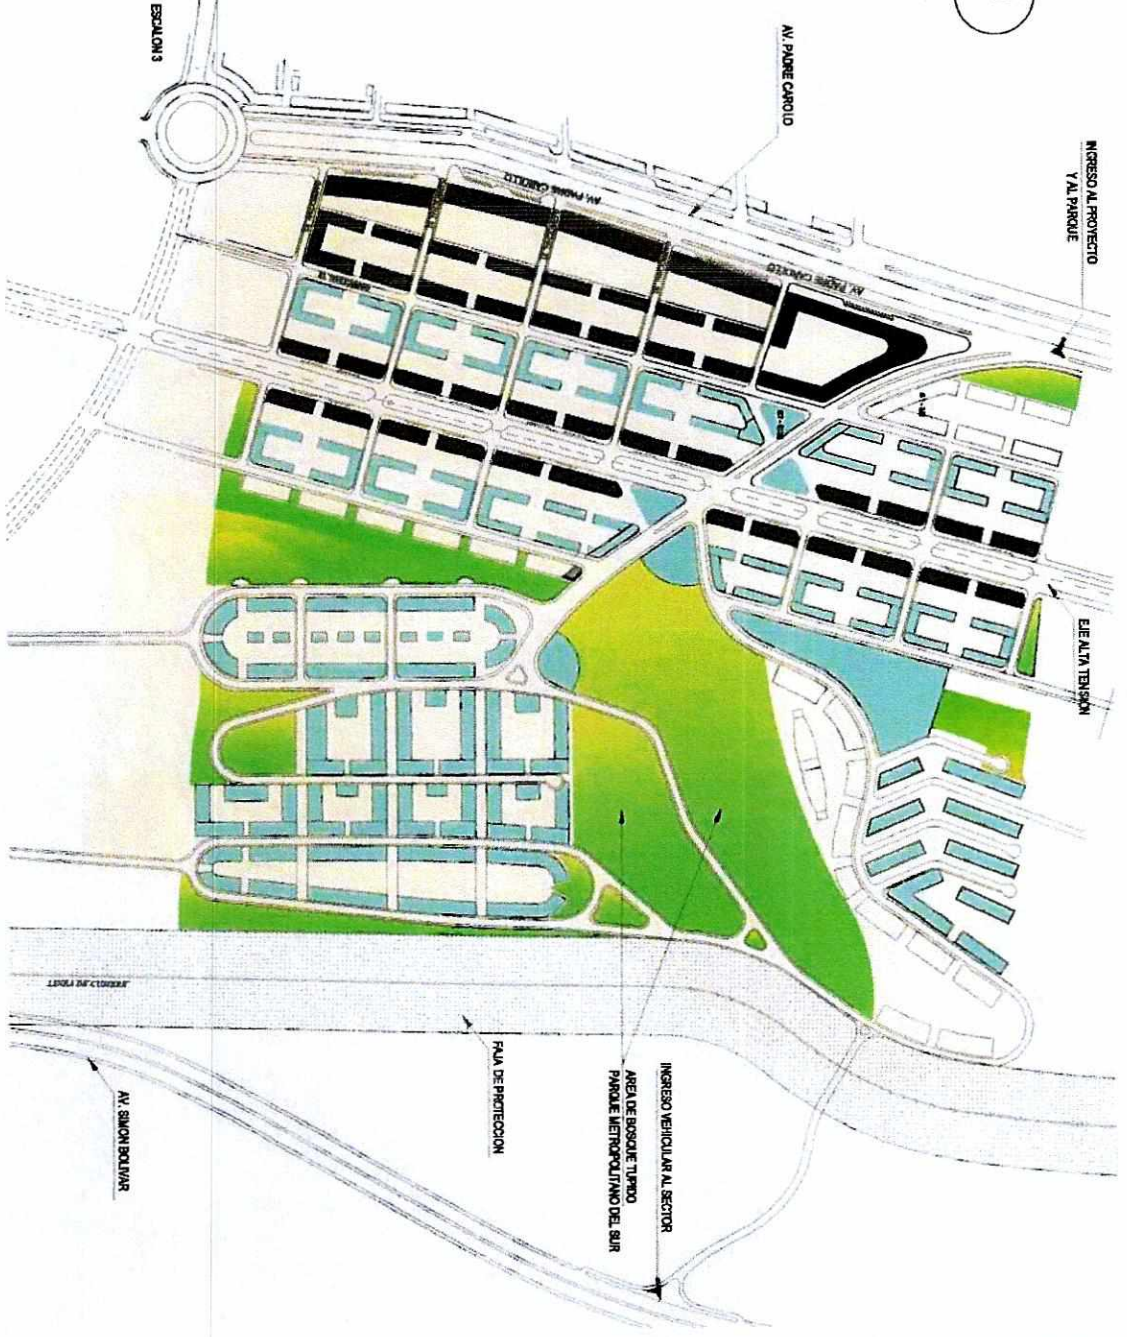 ESCALON 3
AV. PADRE CAROLO
INGRESO AL PROYECTO
Y AL PARQUE
AV. PADRE CAROLLO
AV. PADRE CAROLLO
EJE ALTA TENSION
INGRESO VEHICULAR AL SECTOR
AREA DE BOSQUE TUPIDO
PARQUE METROPOLITANO DEL SUR
FAJA DE PROTECCION
AV. SIMON BOLIVAR